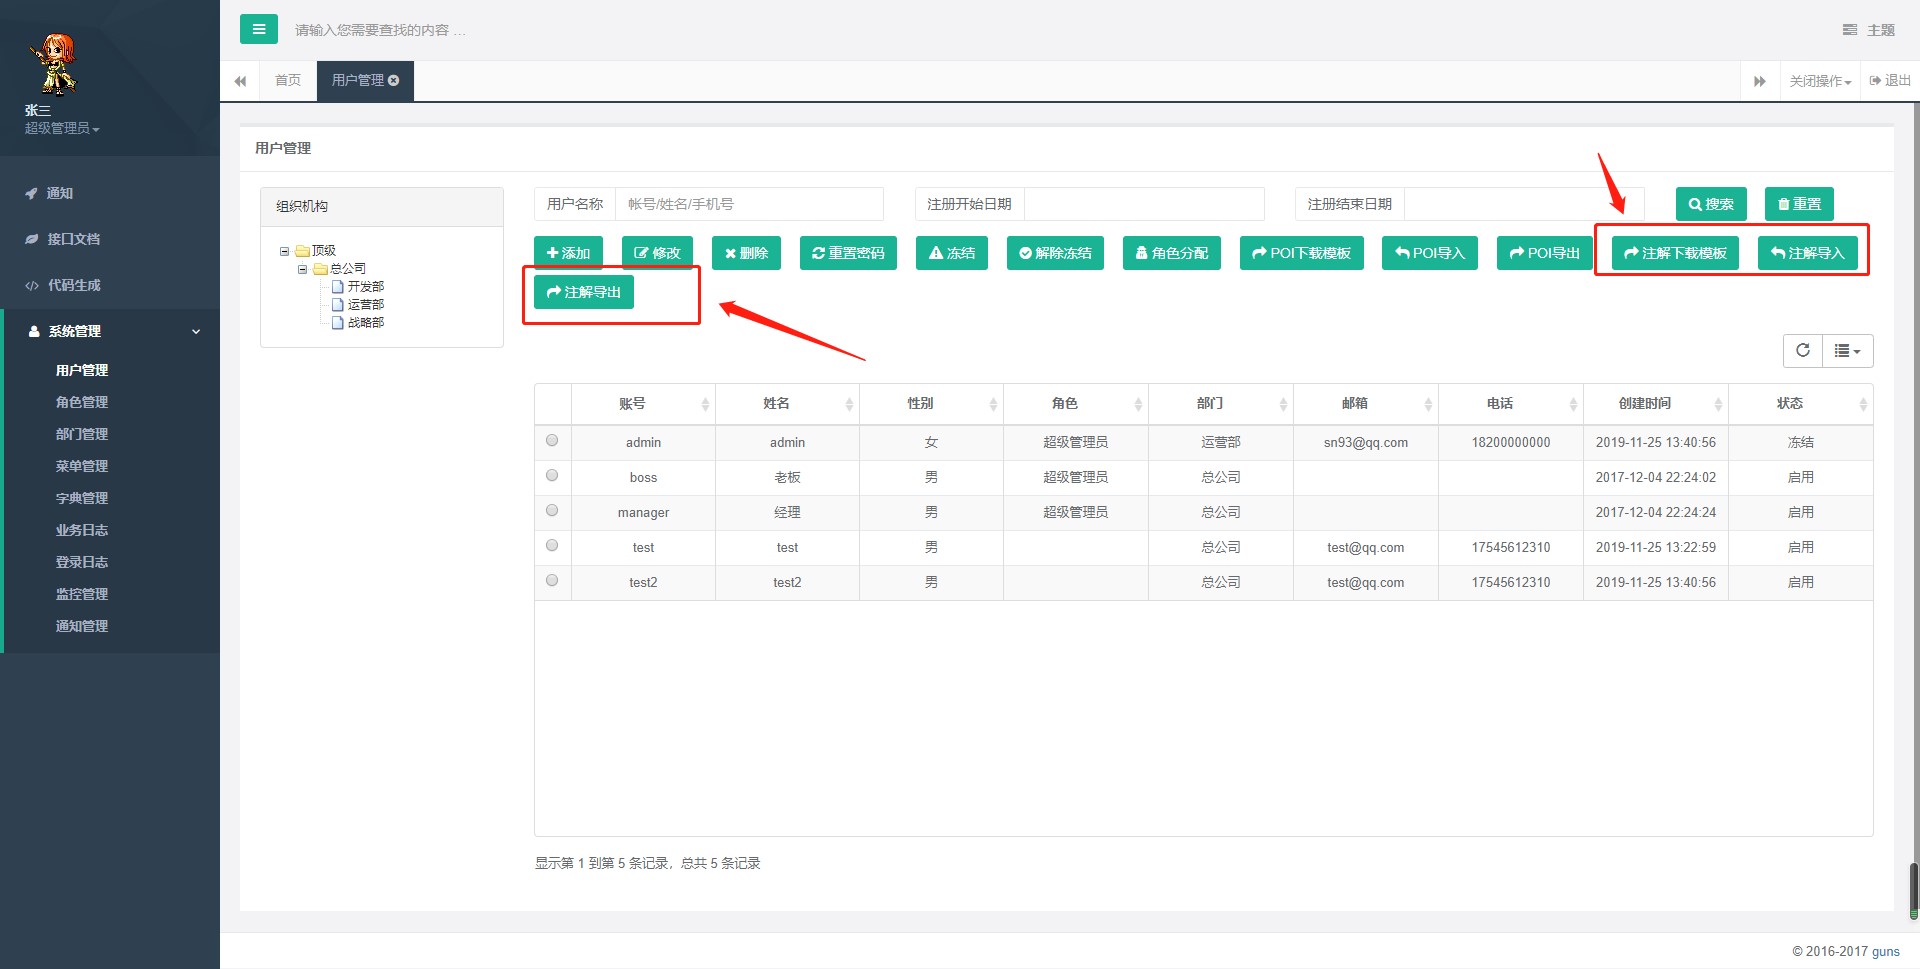 请输入您需要查找的内容 …
主题
张三
超级管理员
首页
用户管理
关闭操作
退出
通知
接口文档
代码生成
系统管理
用户管理
角色管理
部门管理
菜单管理
字典管理
业务日志
登录日志
监控管理
通知管理
用户管理
组织机构
顶级
总公司
开发部
运营部
战略部
用户名称 帐号/姓名/手机号 注册开始日期 注册结束日期 搜索 重置
添加 修改 删除 重置密码 冻结 解除冻结 角色分配 POI下载模板 POI导入 POI导出 注解下载模板 注解导入
注解导出
账号 姓名 性别 角色 部门 邮箱 电话 创建时间 状态
admin admin 女 超级管理员 运营部 sn93@qq.com 18200000000 2019-11-25 13:40:56 冻结
boss 老板 男 超级管理员 总公司 2017-12-04 22:24:02 启用
manager 经理 男 超级管理员 总公司 2017-12-04 22:24:24 启用
test test 男 总公司 test@qq.com 17545612310 2019-11-25 13:22:59 启用
test2 test2 男 总公司 test@qq.com 17545612310 2019-11-25 13:40:56 启用
显示第 1 到第 5 条记录，总共 5 条记录
© 2016-2017 guns